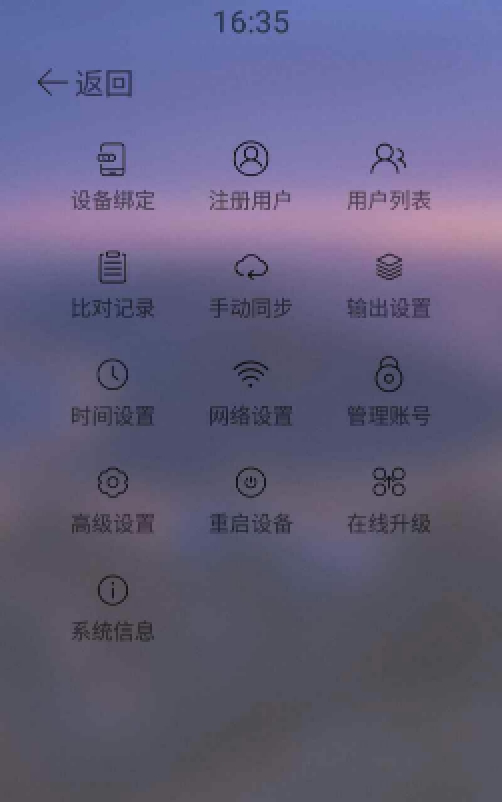 16:35
返回
设备绑定 注册用户 用户列表
比对记录 手动同步 输出设置
时间设置 网络设置 管理账号
高级设置 重启设备 在线升级
系统信息